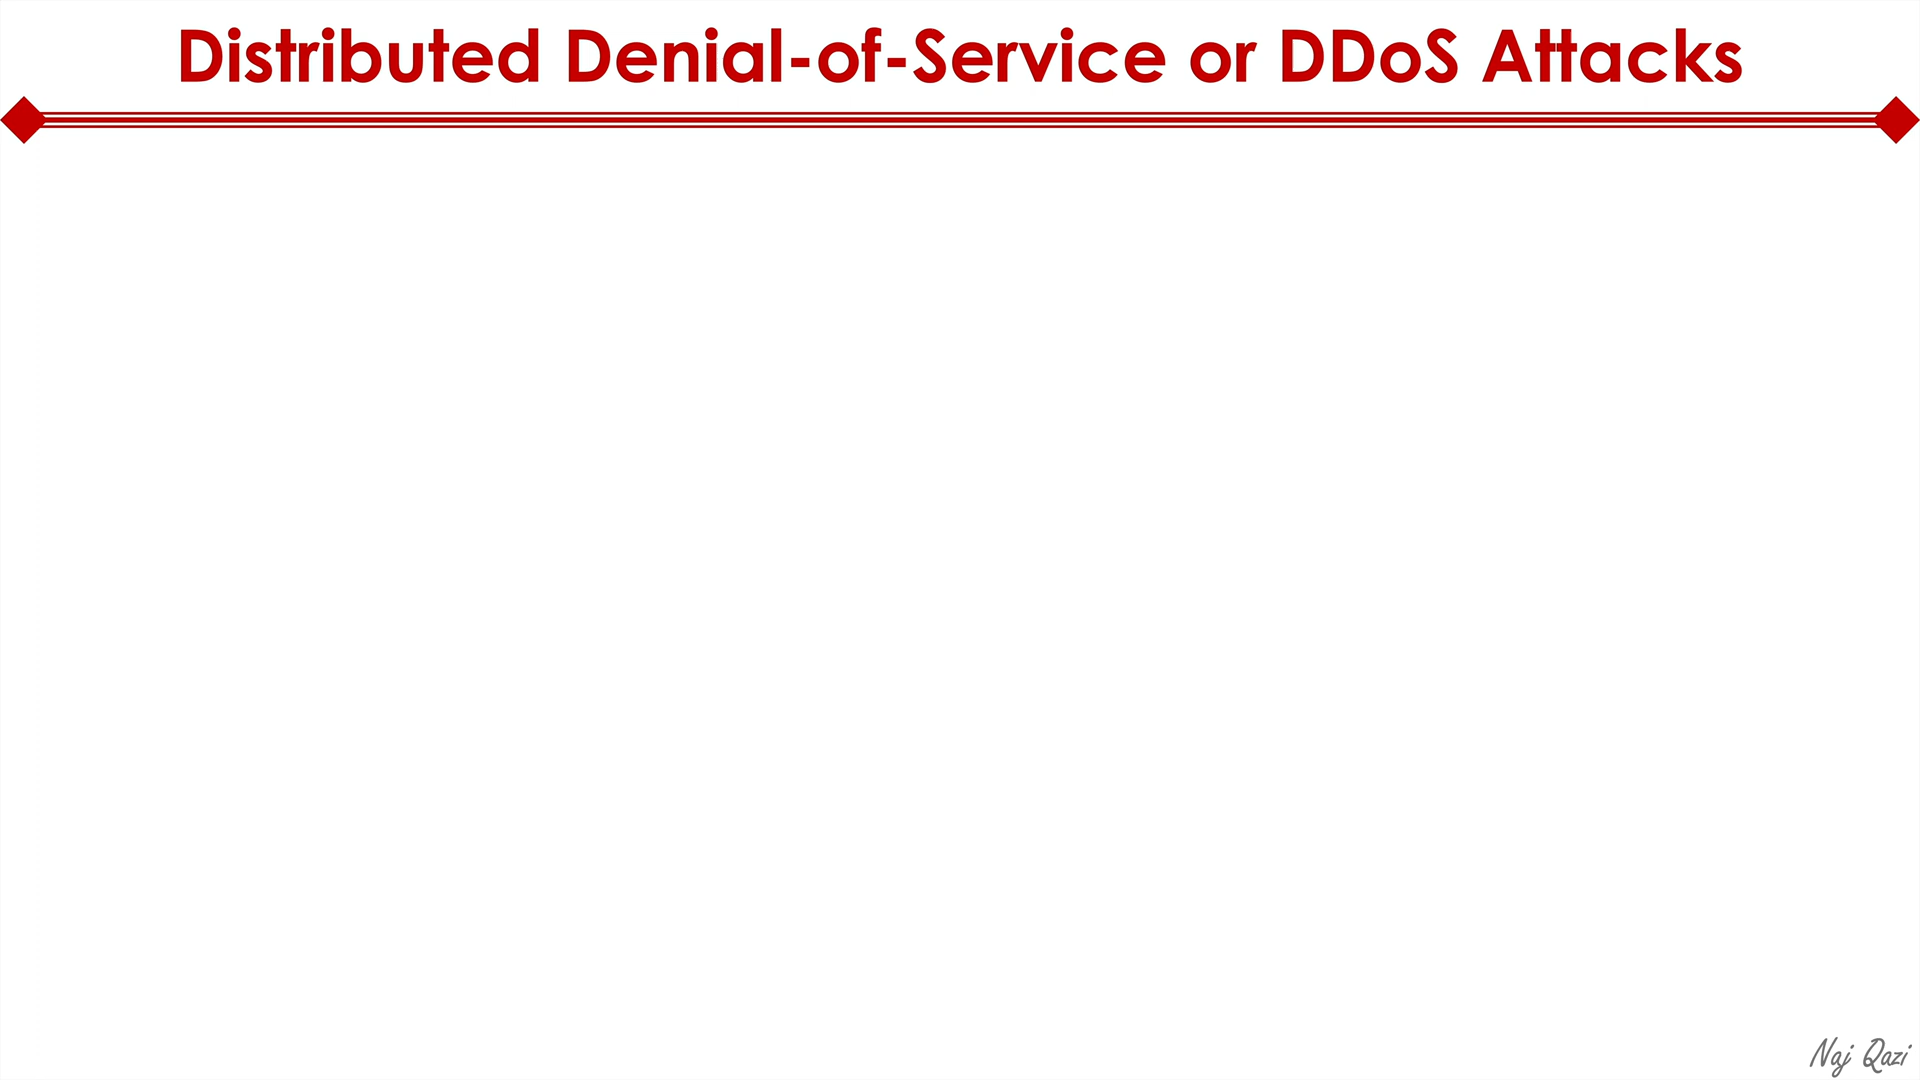 Distributed Denial-of-Service or DDoS Attacks
Naj Qazi